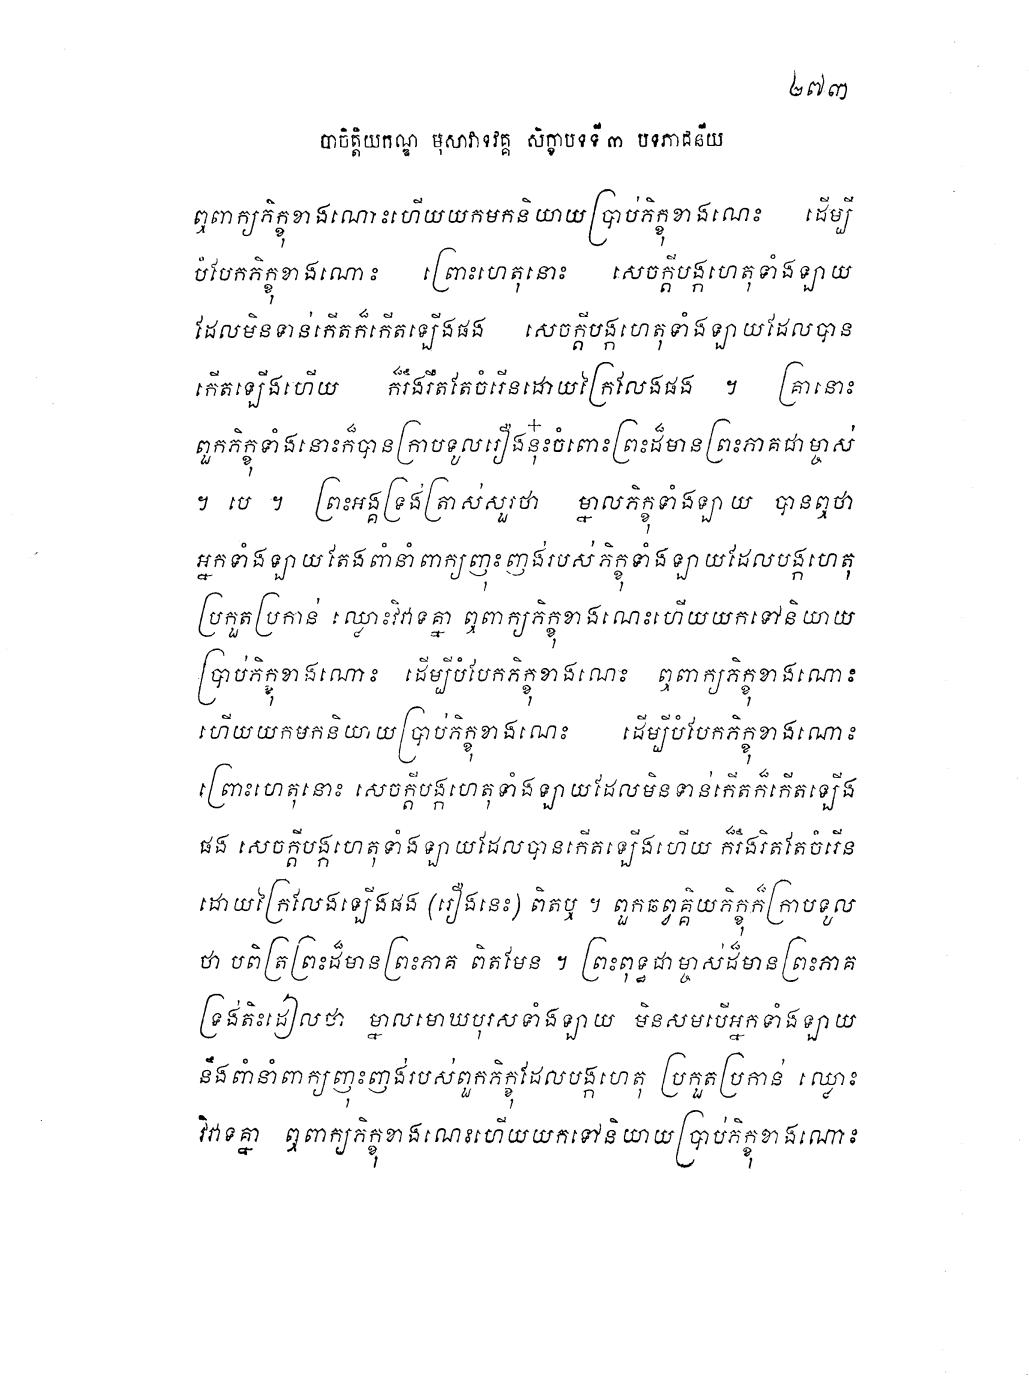 ២៧៣
បាចិត្តិយកណ្ឌ មុសាវាទវគ្គ សិក្ខាបទទី ៣ បទភាជនីយ
ឮពាក្យភិក្ខុខាងណោះហើយយកមកនិយាយប្រាប់ភិក្ខុខាងណេះ ដើម្បី
បំបែកភិក្ខុខាងណោះ ព្រោះហេតុនោះ សេចក្តីបង្កហេតុទាំងឡាយ
ដែលមិនទាន់កើតក៏កើតឡើងផង សេចក្តីបង្កហេតុទាំងឡាយដែលបាន
កើតឡើងហើយ ក៏រឹងរឹតតែចំរើនដោយក្រៃលែងផង ។ គ្រានោះ
ពួកភិក្ខុទាំងនោះក៏បានក្រាបទូលរឿងនុ៎ះចំពោះព្រះដ៏មានព្រះភាគជាម្ចាស់
។ បេ ។ ព្រះអង្គទ្រង់ត្រាស់សួរថា ម្នាលភិក្ខុទាំងឡាយ បានឮថា
អ្នកទាំងឡាយតែងពាំនាំពាក្យញុះញង់របស់ភិក្ខុទាំងឡាយដែលបង្កហេតុ
ប្រកួតប្រកាន់ ឈ្លោះវិវាទគ្នា ឮពាក្យភិក្ខុខាងណេះហើយយកទៅនិយាយ
ប្រាប់ភិក្ខុខាងណោះ ដើម្បីបំបែកភិក្ខុខាងណេះ ឮពាក្យភិក្ខុខាងណោះ
ហើយយកមកនិយាយប្រាប់ភិក្ខុខាងណេះ ដើម្បីបំបែកភិក្ខុខាងណោះ
ព្រោះហេតុនោះ សេចក្តីបង្កហេតុទាំងឡាយដែលមិនទាន់កើតក៏កើតឡើង
ផង សេចក្តីបង្កហេតុទាំងឡាយដែលបានកើតឡើងហើយ ក៏រឹងរិតតែចំរើន
ដោយក្រៃលែងឡើងផង (រឿងនេះ) ពិតឬ ។ ពួកឆព្វគ្គិយភិក្ខុក៏ក្រាបទូល
ថា បពិត្រព្រះដ៏មានព្រះភាគ ពិតមែន ។ ព្រះពុទ្ធជាម្ចាស់ដ៏មានព្រះភាគ
ទ្រង់តិះដៀលថា ម្នាលមោឃបុរសទាំងឡាយ មិនសមបើអ្នកទាំងឡាយ
នឹងពាំនាំពាក្យញុះញង់របស់ពួកភិក្ខុដែលបង្កហេតុ ប្រកួតប្រកាន់ ឈ្លោះ
វិវាទគ្នា ឮពាក្យភិក្ខុខាងណេះហើយយកទៅនិយាយប្រាប់ភិក្ខុខាងណោះ